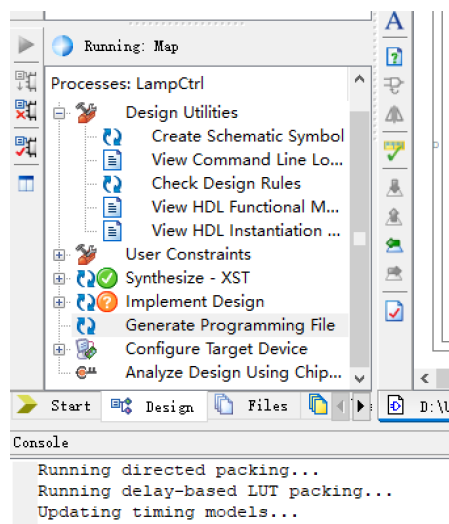 A
Running: Map
Processes: LampCtrl
Design Utilities
Create Schematic Symbol
View Command Line Lo...
Check Design Rules
View HDL Functional M...
View HDL Instantiation ...
User Constraints
Synthesize - XST
Implement Design
Generate Programming File
Configure Target Device
Analyze Design Using Chip...
Start Design Files
Console
Running directed packing...
Running delay-based LUT packing...
Updating timing models...